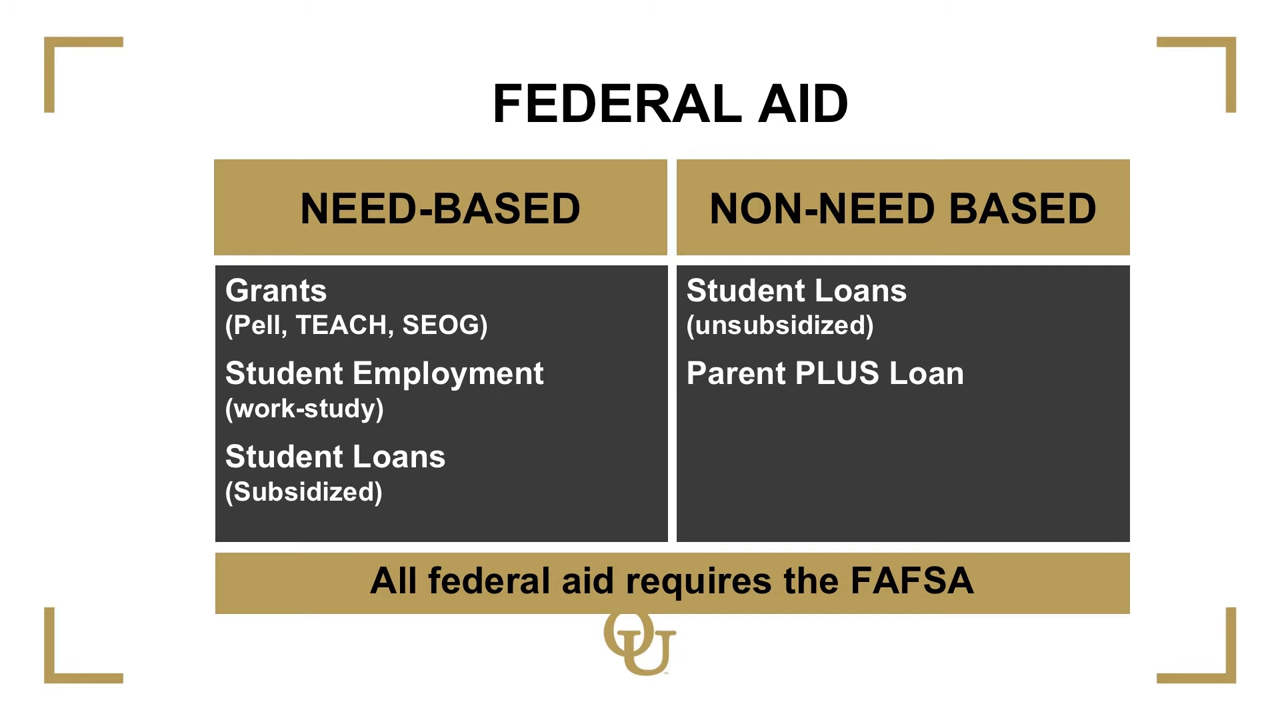 FEDERAL AID
NEED-BASED
NON-NEED BASED
Grants
(Pell, TEACH, SEOG)
Student Employment
(work-study)
Student Loans
(Subsidized)
Student Loans
(unsubsidized)
Parent PLUS Loan
All federal aid requires the FAFSA
OU